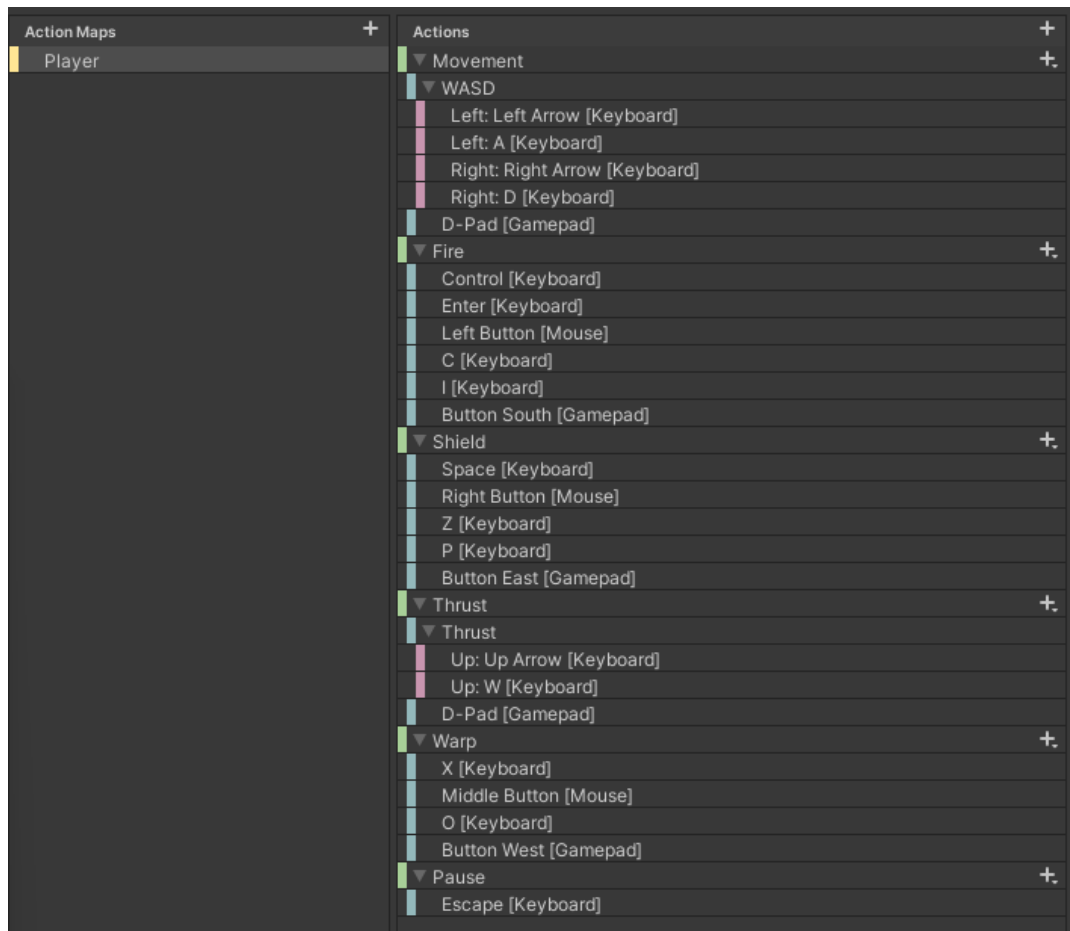 Action Maps
Player
Actions
Movement
WASD
Left: Left Arrow [Keyboard]
Left: A [Keyboard]
Right: Right Arrow [Keyboard]
Right: D [Keyboard]
D-Pad [Gamepad]
Fire
Control [Keyboard]
Enter [Keyboard]
Left Button [Mouse]
C [Keyboard]
I [Keyboard]
Button South [Gamepad]
Shield
Space [Keyboard]
Right Button [Mouse]
Z [Keyboard]
P [Keyboard]
Button East [Gamepad]
Thrust
Thrust
Up: Up Arrow [Keyboard]
Up: W [Keyboard]
D-Pad [Gamepad]
Warp
X [Keyboard]
Middle Button [Mouse]
O [Keyboard]
Button West [Gamepad]
Pause
Escape [Keyboard]